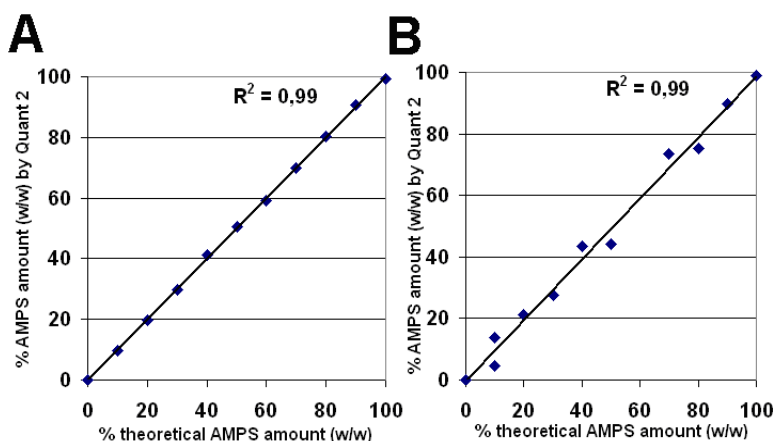 A
% AMPS amount (w/w) by Quant 2
100
80
60
40
20
0
R² = 0,99
0 20 40 60 80 100
% theoretical AMPS amount (w/w)
B
% AMPS amount (w/w) by Quant 2
100
80
60
40
20
0
R² = 0,99
0 20 40 60 80 100
% theoretical AMPS amount (w/w)